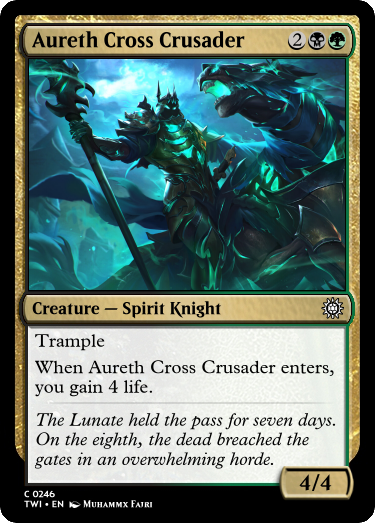 Aureth Cross Crusader 2
Creature — Spirit Knight
Trample
When Aureth Cross Crusader enters,
you gain 4 life.
The Lunate held the pass for seven days.
On the eighth, the dead breached the
gates in an overwhelming horde.
4/4
C 0246
TWI • EN Muhammx Fajri